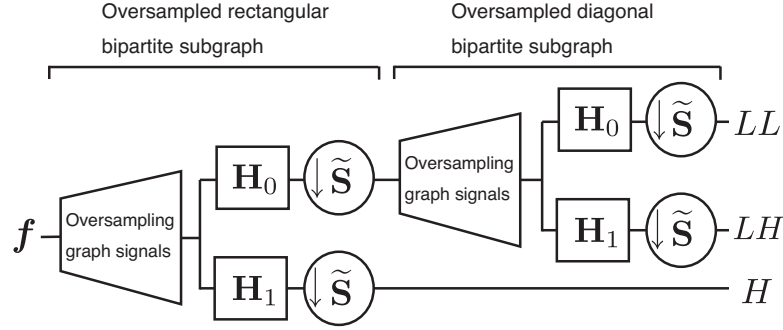 Oversampled rectangular
bipartite subgraph
Oversampled diagonal
bipartite subgraph
f
Oversampling
graph signals
H₀
↓ S̃
H₁
↓ S̃
Oversampling
graph signals
H₀
↓ S̃
LL
H₁
↓ S̃
LH
H